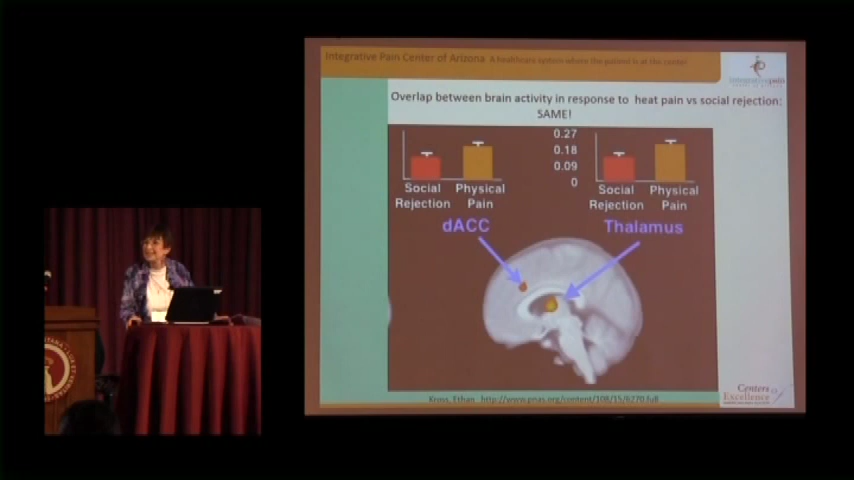 Integrative Pain Center of Arizona A healthcare system where the patient is at the center
integrativepain
Overlap between brain activity in response to heat pain vs social rejection:
SAME!
0.27
0.18
0.09
0
Social
Rejection
Physical
Pain
Social
Rejection
Physical
Pain
dACC
Thalamus
Kross, Ethan http://www.pnas.org/content/108/15/6270.full
Centers of
Excellence